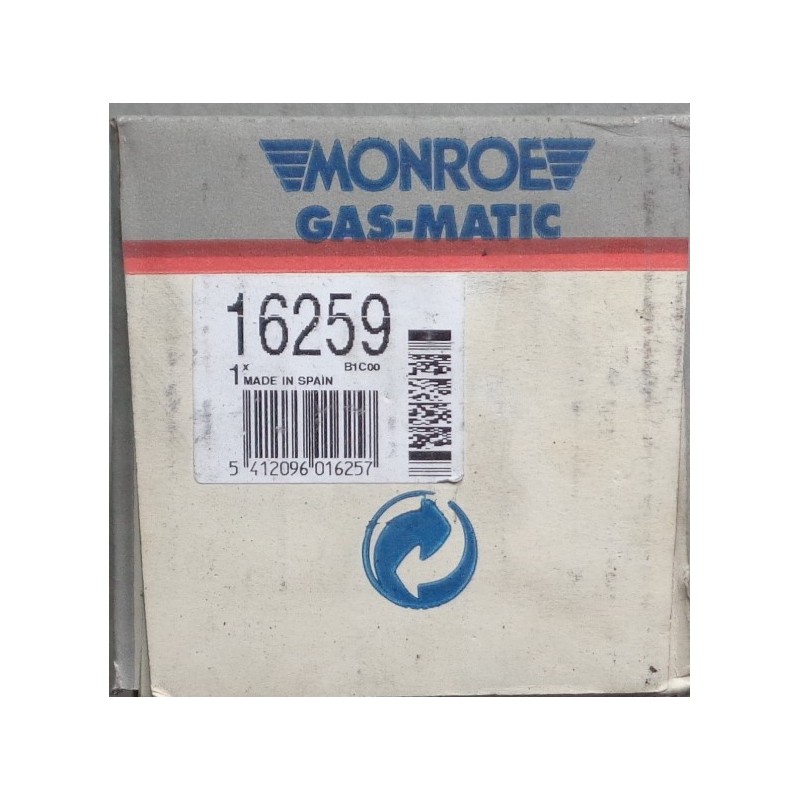 MONROE
GAS-MATIC
16259
1x B1C00
MADE IN SPAIN
5 412096 016257